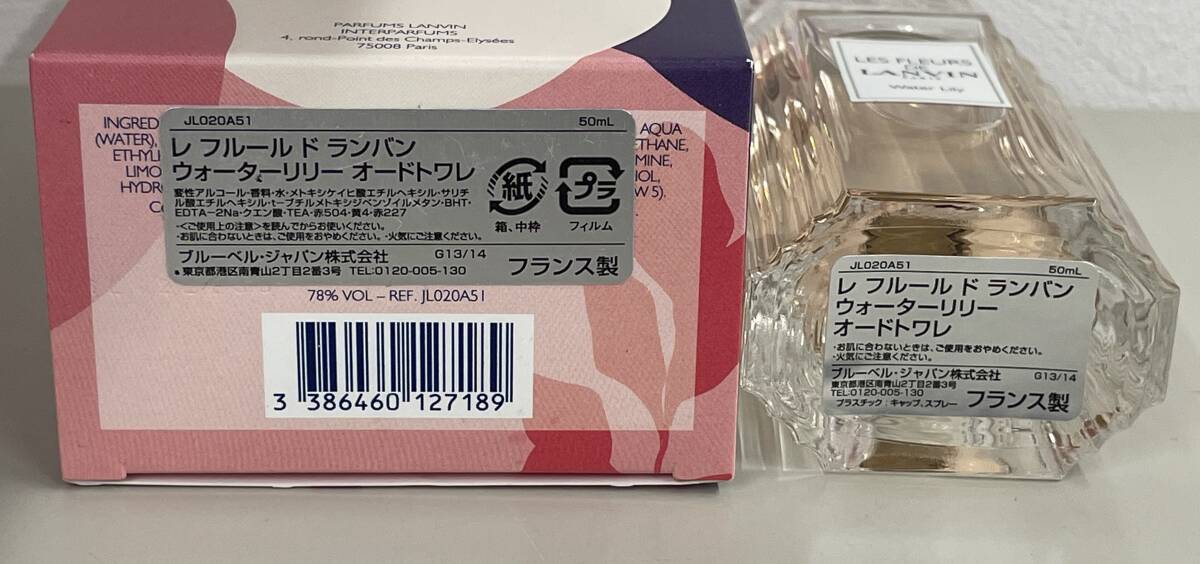 PARFUMS LANVIN
INTERPARFUMS
4, rond-Point des Champs-Elysées
75008 Paris
INGRED
AQUA
(WATER),
ETHYL
LIMO
HYDRO
JL020A51 50mL
レ フルール ド ランバン
ウォーターリリー オードトワレ
変性アルコール・香料・水・メトキシケイヒ酸エチルヘキシル・サリチ
ル酸エチルヘキシル・t-ブチルメトキシジベンゾイルメタン・BHT・
EDTA-2Na・クエン酸・TEA・赤504・黄4・赤227
・<ご使用上の注意>を読んでからお使いください。
・お肌に合わないときは、ご使用をおやめください。・火気にご注意ください。
紙
箱、中枠
プラ
フィルム
ブルーベル・ジャパン株式会社 G13/14
東京都港区南青山2丁目2番3号 TEL:0120-005-130 フランス製
78% VOL – REF. JL020A51
3 386460 127189
LES FLEURS
DE
LANVIN
PARIS
Water Lily
JL020A51 50mL
レ フルール ド ランバン
ウォーターリリー
オードトワレ
・お肌に合わないときは、ご使用をおやめください。
・火気にご注意ください。
ブルーベル・ジャパン株式会社 G13/14
東京都港区南青山2丁目2番3号
TEL:0120-005-130
プラスチック:キャップ、スプレー フランス製